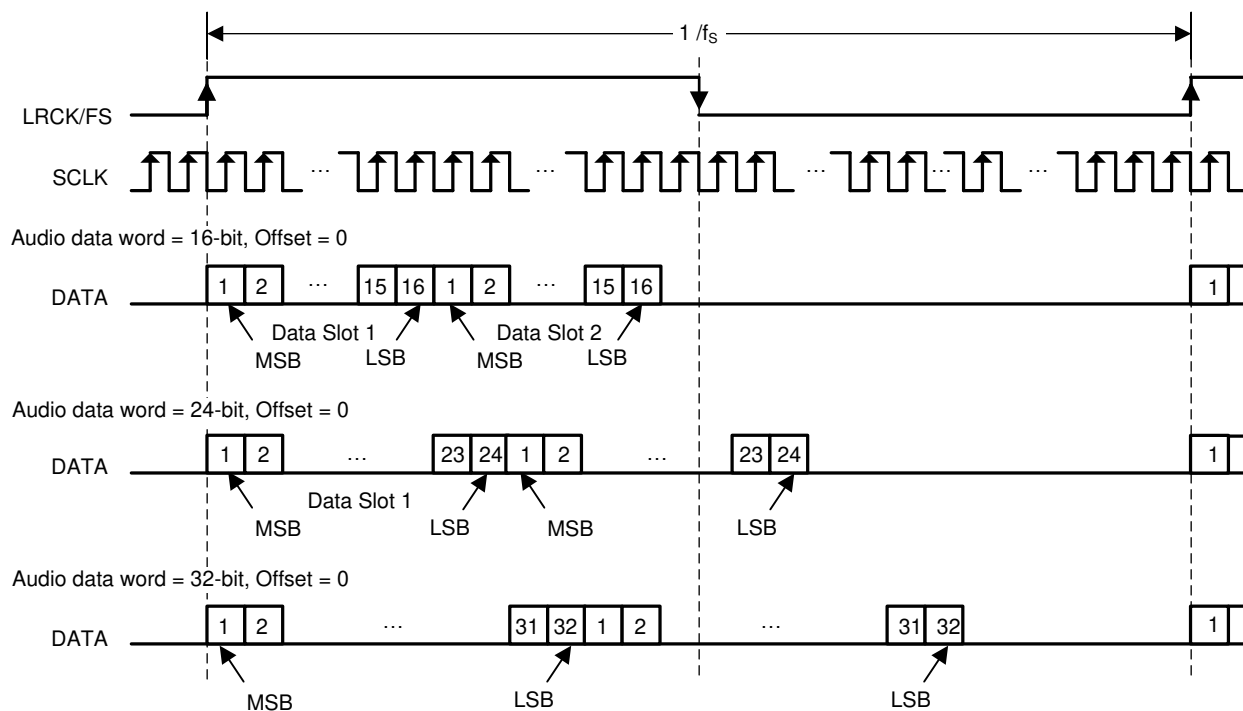 1 /fS
LRCK/FS
SCLK … … … … …
Audio data word = 16-bit, Offset = 0
DATA 1 2 … 15 16 1 2 … 15 16 1
Data Slot 1 Data Slot 2
MSB LSB MSB LSB
Audio data word = 24-bit, Offset = 0
DATA 1 2 … 23 24 1 2 … 23 24 1
Data Slot 1
MSB LSB MSB LSB
Audio data word = 32-bit, Offset = 0
DATA 1 2 … 31 32 1 2 … 31 32 1
MSB LSB LSB